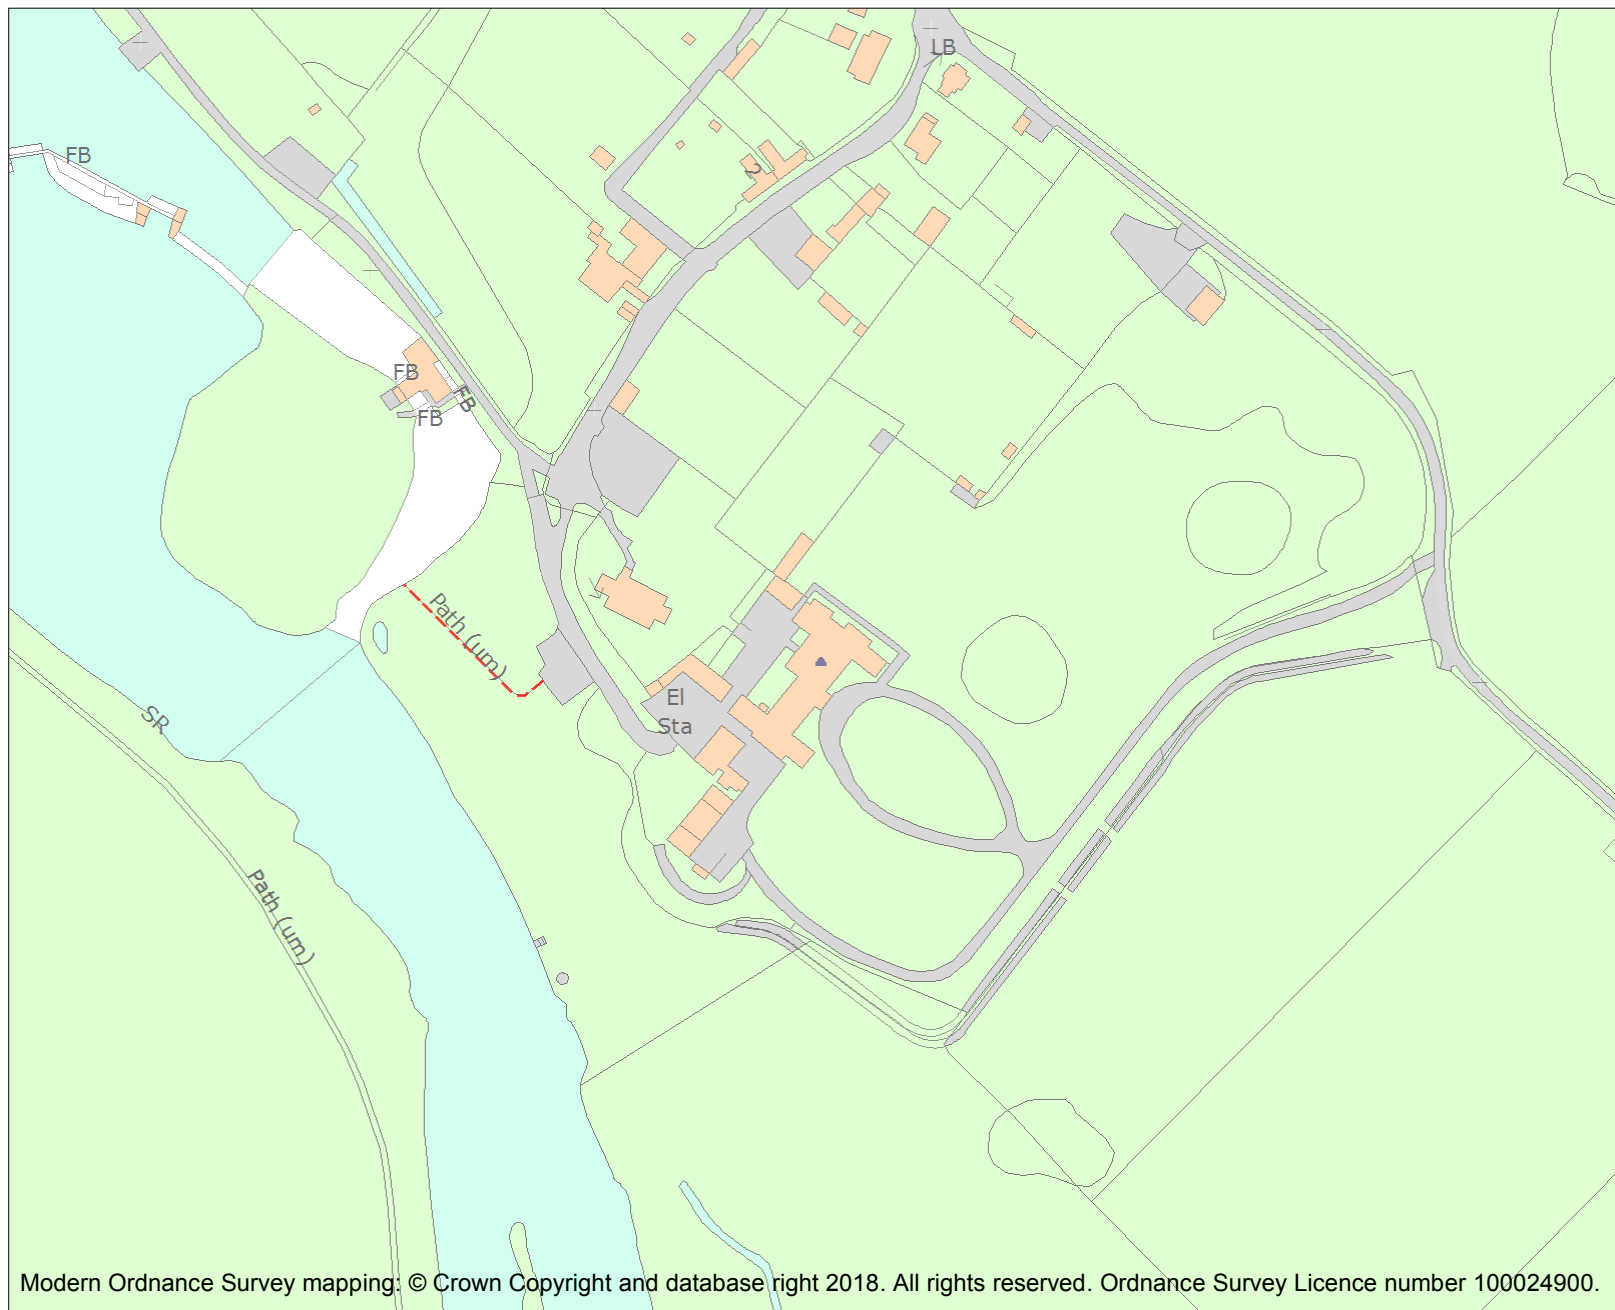 LB
FB
2
FB
FB
FB
Path (um)
El
Sta
SR
Path (um)
Modern Ordnance Survey mapping: © Crown Copyright and database right 2018. All rights reserved. Ordnance Survey Licence number 100024900.